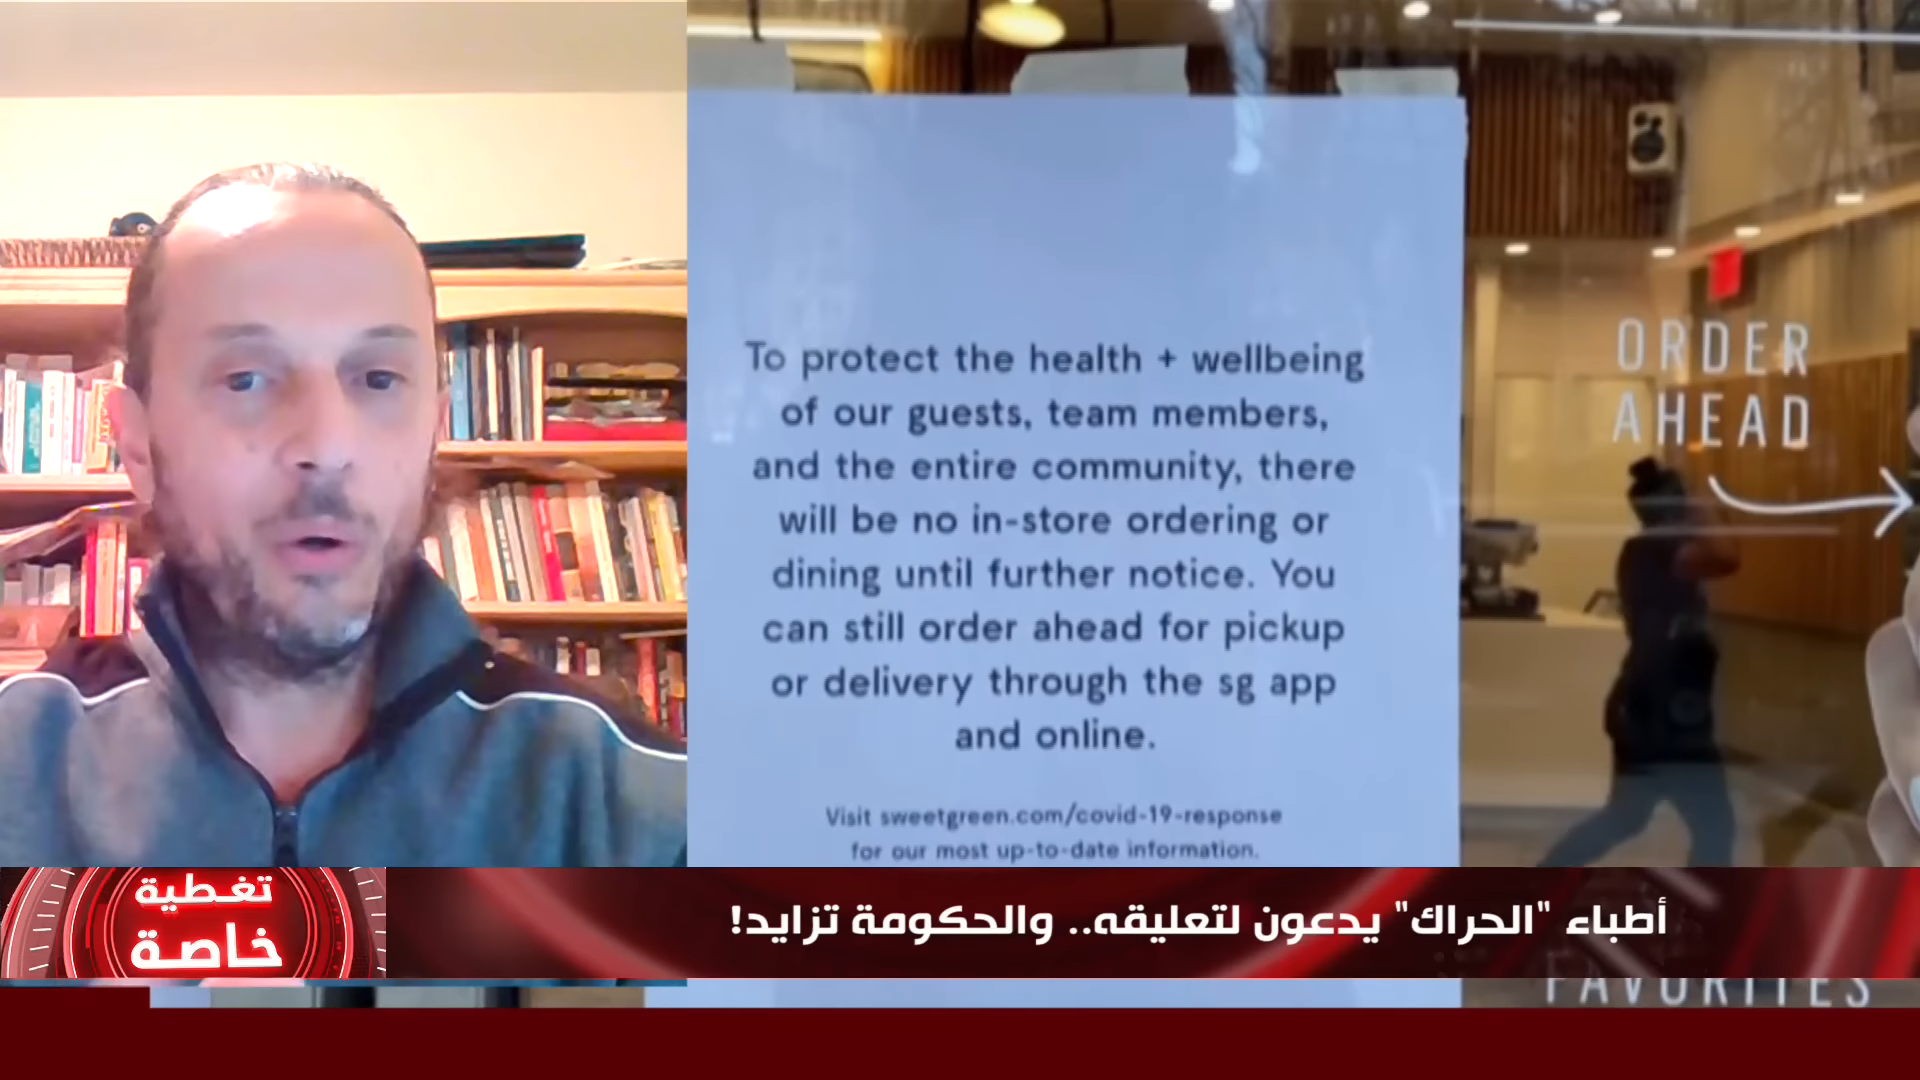 To protect the health + wellbeing
of our guests, team members,
and the entire community, there
will be no in-store ordering or
dining until further notice. You
can still order ahead for pickup
or delivery through the sg app
and online.
Visit sweetgreen.com/covid-19-response
for our most up-to-date information.
ORDER
AHEAD
FAVORITES
تغطية
خاصة
أطباء "الحراك" يدعون لتعليقه.. والحكومة تزايد!